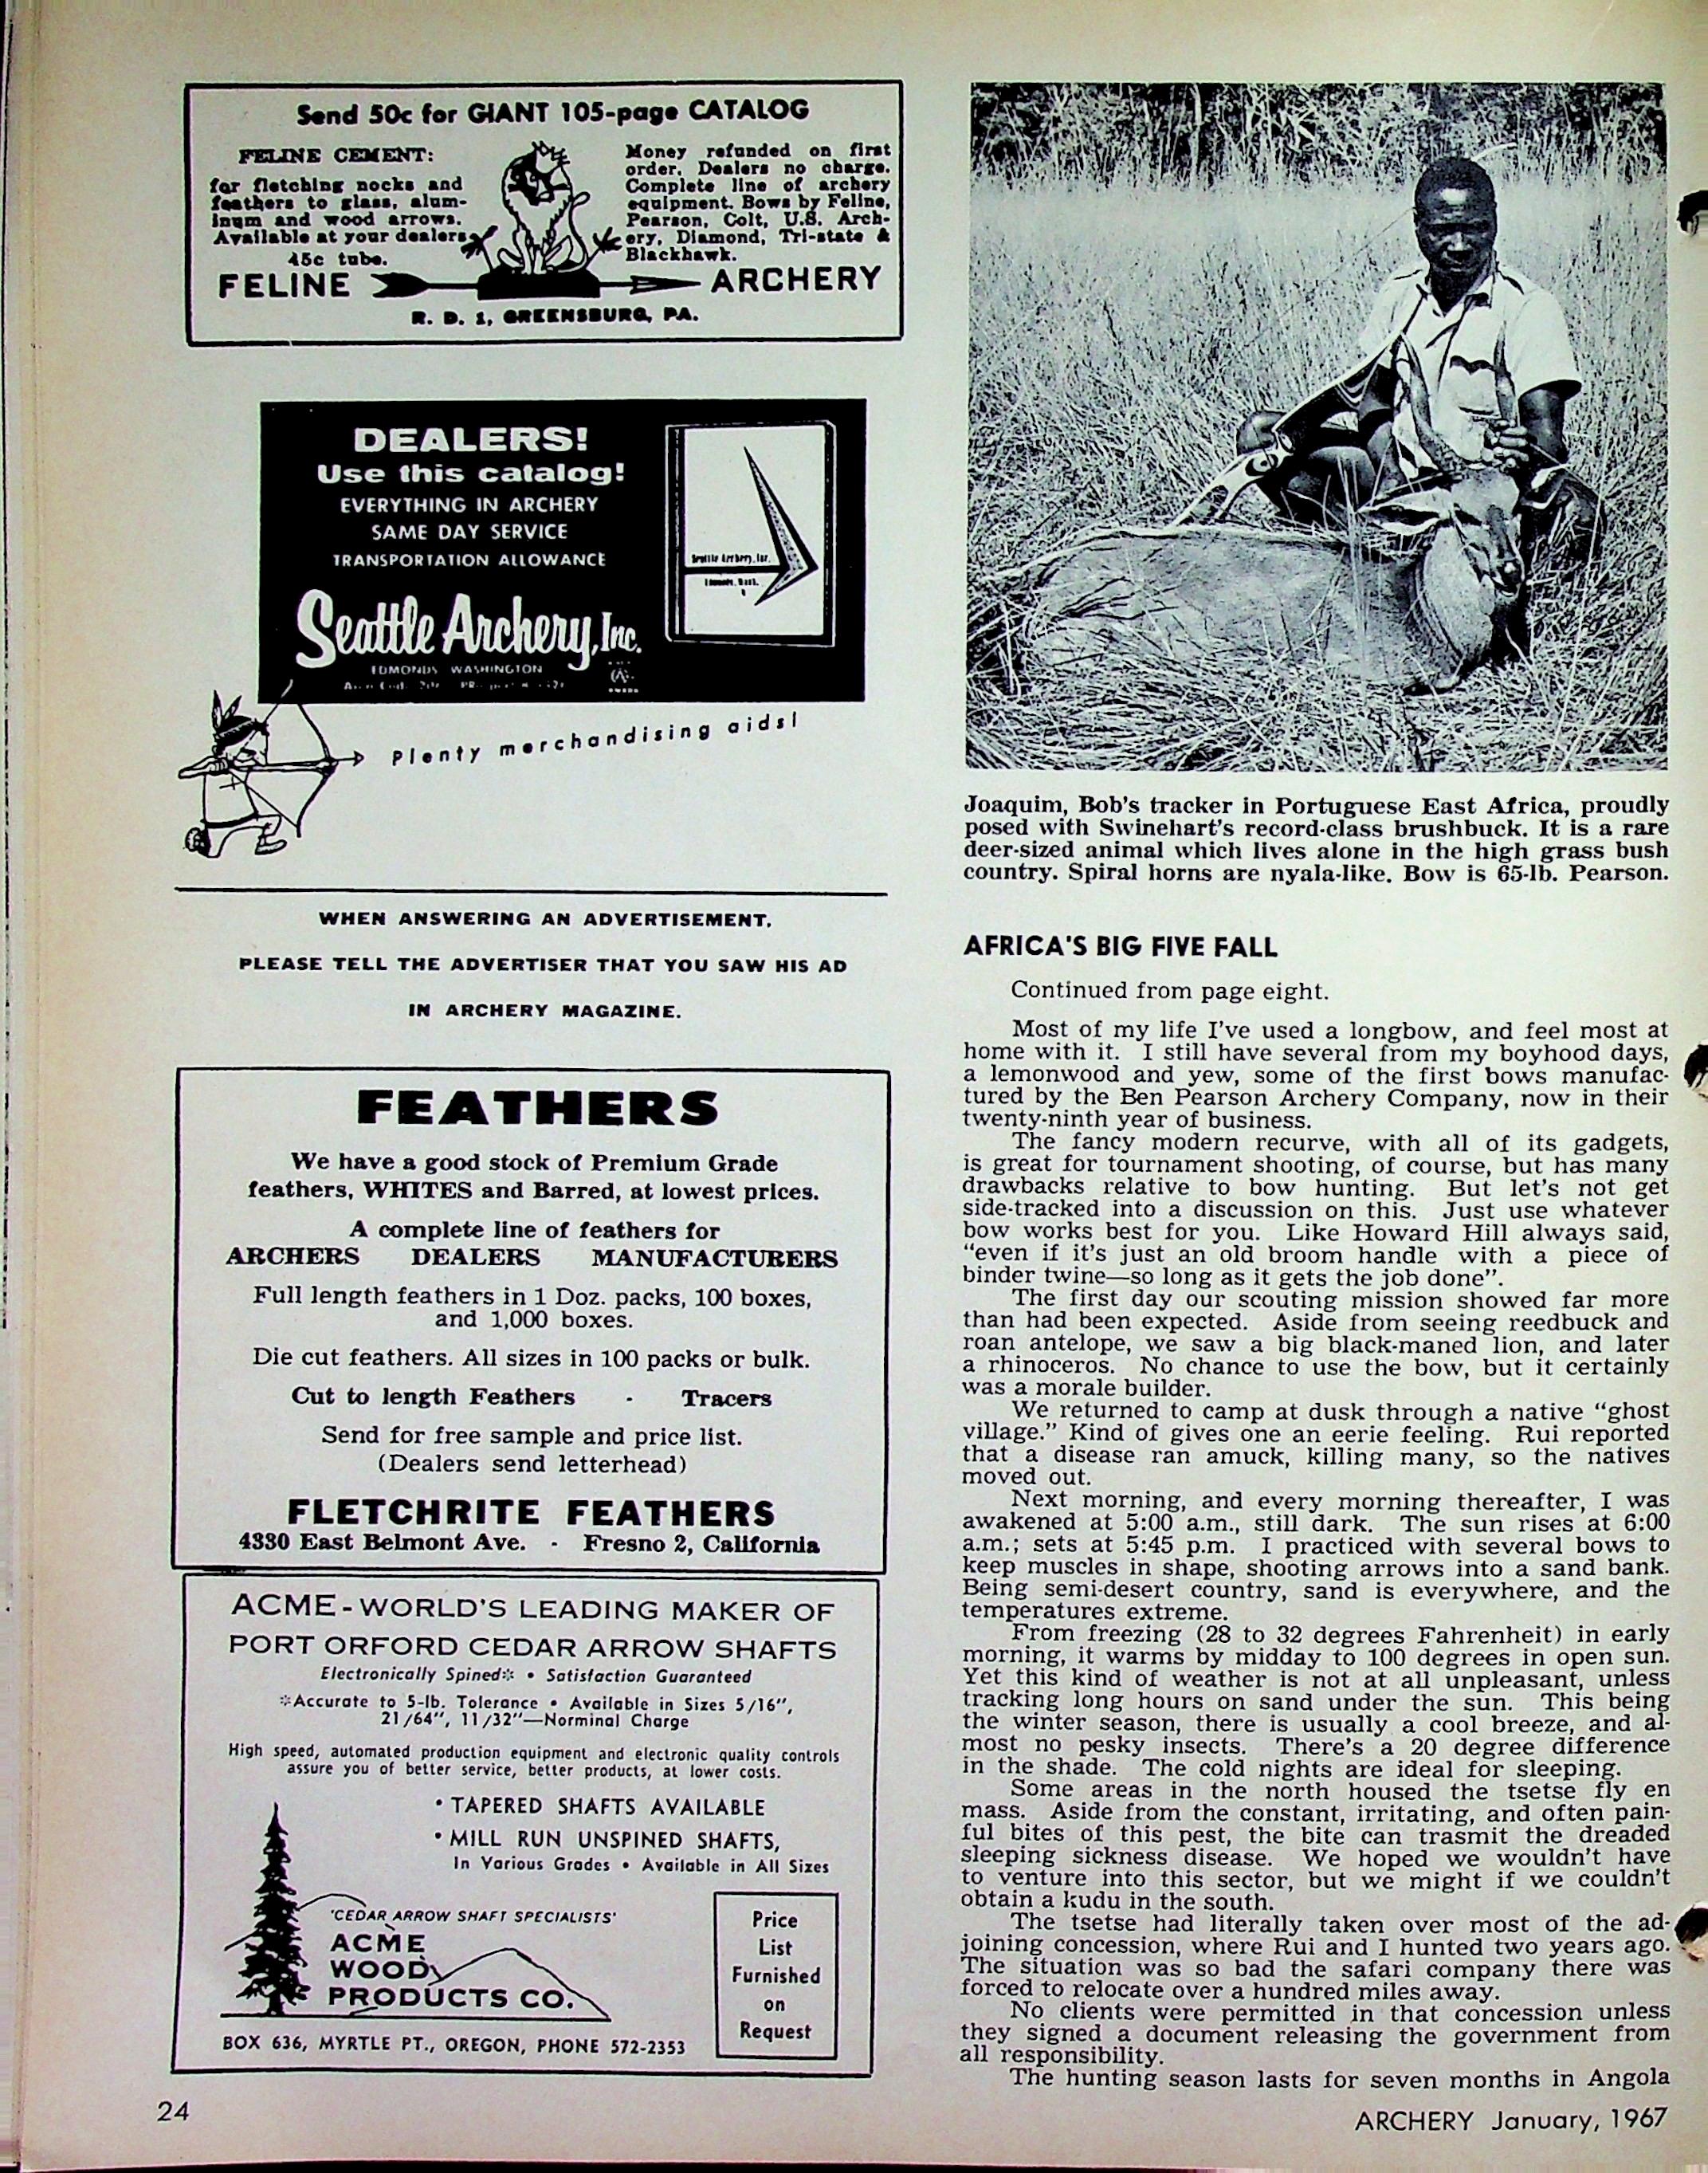 Send 50c for GIANT 105-page CATALOG
FELINE CEMENT:
for fletching nocks and
feathers to glass, alum-
inum and wood arrows.
Available at your dealers
45c tube.
Money refunded on first
order. Dealers no charge.
Complete line of archery
equipment. Bows by Feline,
Pearson, Colt, U.S. Arch-
ery, Diamond, Tri-state &
Blackhawk.
FELINE ARCHERY
R. D. 1, GREENSBURG, PA.
DEALERS!
Use this catalog!
EVERYTHING IN ARCHERY
SAME DAY SERVICE
TRANSPORTATION ALLOWANCE
Seattle Archery, Inc.
EDMONDS WASHINGTON
Seattle Archery, Inc.
Edmonds, Wash.
Plenty merchandising aids!
WHEN ANSWERING AN ADVERTISEMENT,
PLEASE TELL THE ADVERTISER THAT YOU SAW HIS AD
IN ARCHERY MAGAZINE.
FEATHERS
We have a good stock of Premium Grade
feathers, WHITES and Barred, at lowest prices.
A complete line of feathers for
ARCHERS DEALERS MANUFACTURERS
Full length feathers in 1 Doz. packs, 100 boxes,
and 1,000 boxes.
Die cut feathers. All sizes in 100 packs or bulk.
Cut to length Feathers - Tracers
Send for free sample and price list.
(Dealers send letterhead)
FLETCHRITE FEATHERS
4330 East Belmont Ave. - Fresno 2, California
ACME-WORLD'S LEADING MAKER OF
PORT ORFORD CEDAR ARROW SHAFTS
Electronically Spined* • Satisfaction Guaranteed
*Accurate to 5-lb. Tolerance • Available in Sizes 5/16",
21/64", 11/32"—Norminal Charge
High speed, automated production equipment and electronic quality controls
assure you of better service, better products, at lower costs.
• TAPERED SHAFTS AVAILABLE
• MILL RUN UNSPINED SHAFTS,
In Various Grades • Available in All Sizes
'CEDAR ARROW SHAFT SPECIALISTS'
ACME
WOOD
PRODUCTS CO.
BOX 636, MYRTLE PT., OREGON, PHONE 572-2353
Price
List
Furnished
on
Request
24
Joaquim, Bob's tracker in Portuguese East Africa, proudly
posed with Swinehart's record-class brushbuck. It is a rare
deer-sized animal which lives alone in the high grass bush
country. Spiral horns are nyala-like. Bow is 65-lb. Pearson.
AFRICA'S BIG FIVE FALL
Continued from page eight.
Most of my life I've used a longbow, and feel most at
home with it. I still have several from my boyhood days,
a lemonwood and yew, some of the first bows manufac-
tured by the Ben Pearson Archery Company, now in their
twenty-ninth year of business.
The fancy modern recurve, with all of its gadgets,
is great for tournament shooting, of course, but has many
drawbacks relative to bow hunting. But let's not get
side-tracked into a discussion on this. Just use whatever
bow works best for you. Like Howard Hill always said,
"even if it's just an old broom handle with a piece of
binder twine—so long as it gets the job done".
The first day our scouting mission showed far more
than had been expected. Aside from seeing reedbuck and
roan antelope, we saw a big black-maned lion, and later
a rhinoceros. No chance to use the bow, but it certainly
was a morale builder.
We returned to camp at dusk through a native "ghost
village." Kind of gives one an eerie feeling. Rui reported
that a disease ran amuck, killing many, so the natives
moved out.
Next morning, and every morning thereafter, I was
awakened at 5:00 a.m., still dark. The sun rises at 6:00
a.m.; sets at 5:45 p.m. I practiced with several bows to
keep muscles in shape, shooting arrows into a sand bank.
Being semi-desert country, sand is everywhere, and the
temperatures extreme.
From freezing (28 to 32 degrees Fahrenheit) in early
morning, it warms by midday to 100 degrees in open sun.
Yet this kind of weather is not at all unpleasant, unless
tracking long hours on sand under the sun. This being
the winter season, there is usually a cool breeze, and al-
most no pesky insects. There's a 20 degree difference
in the shade. The cold nights are ideal for sleeping.
Some areas in the north housed the tsetse fly en
mass. Aside from the constant, irritating, and often pain-
ful bites of this pest, the bite can trasmit the dreaded
sleeping sickness disease. We hoped we wouldn't have
to venture into this sector, but we might if we couldn't
obtain a kudu in the south.
The tsetse had literally taken over most of the ad-
joining concession, where Rui and I hunted two years ago.
The situation was so bad the safari company there was
forced to relocate over a hundred miles away.
No clients were permitted in that concession unless
they signed a document releasing the government from
all responsibility.
The hunting season lasts for seven months in Angola
ARCHERY January, 1967